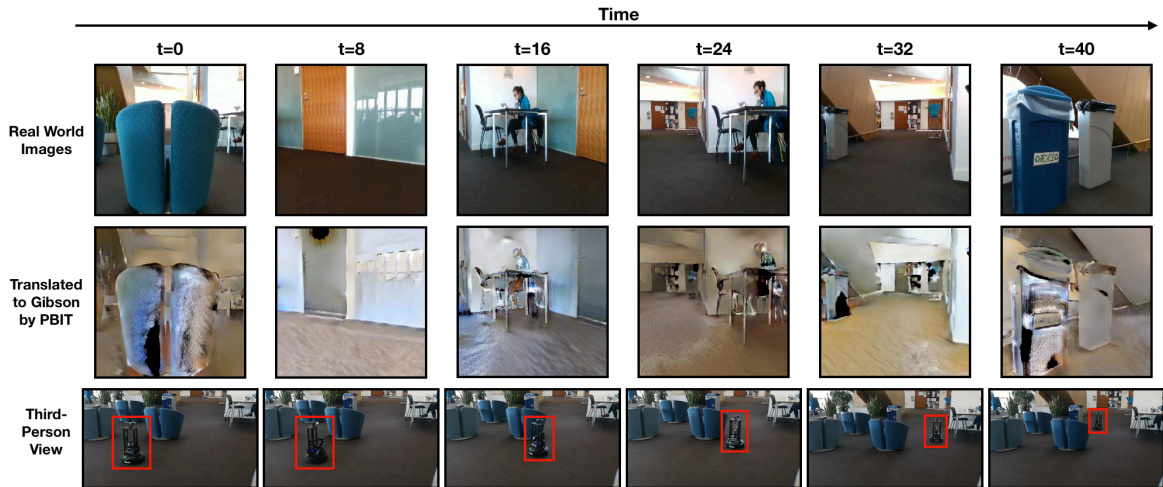 Time
t=0 t=8 t=16 t=24 t=32 t=40
Real World
Images
Translated
to Gibson
by PBIT
Third-
Person
View